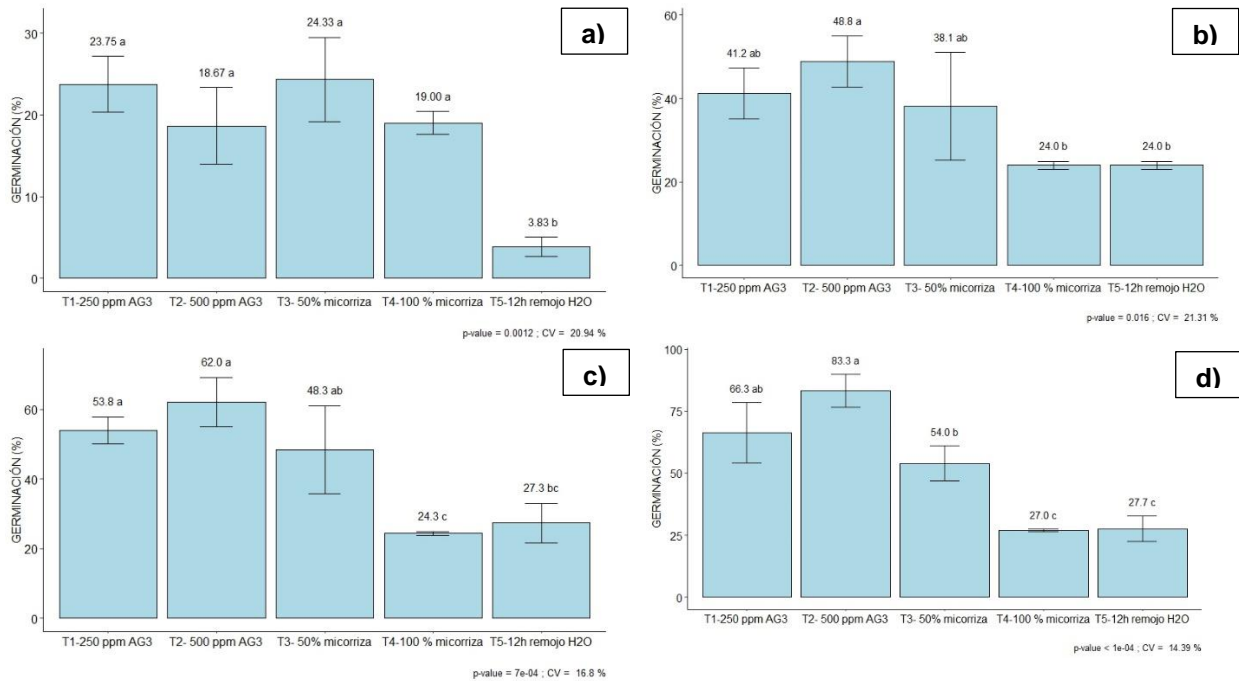 a)
30
20
10
0
GERMINACIÓN (%)
23.75 a
18.67 a
24.33 a
19.00 a
3.83 b
T1-250 ppm AG3
T2- 500 ppm AG3
T3- 50% micorriza
T4-100 % micorriza
T5-12h remojo H2O
p-value = 0.0012 ; CV = 20.94 %
b)
60
40
20
0
GERMINACIÓN (%)
41.2 ab
48.8 a
38.1 ab
24.0 b
24.0 b
T1-250 ppm AG3
T2- 500 ppm AG3
T3- 50% micorriza
T4-100 % micorriza
T5-12h remojo H2O
p-value = 0.016 ; CV = 21.31 %
c)
60
40
20
0
GERMINACIÓN (%)
53.8 a
62.0 a
48.3 ab
24.3 c
27.3 bc
T1-250 ppm AG3
T2- 500 ppm AG3
T3- 50% micorriza
T4-100 % micorriza
T5-12h remojo H2O
p-value = 7e-04 ; CV = 16.8 %
d)
100
75
50
25
0
GERMINACIÓN (%)
66.3 ab
83.3 a
54.0 b
27.0 c
27.7 c
T1-250 ppm AG3
T2- 500 ppm AG3
T3- 50% micorriza
T4-100 % micorriza
T5-12h remojo H2O
p-value < 1e-04 ; CV = 14.39 %